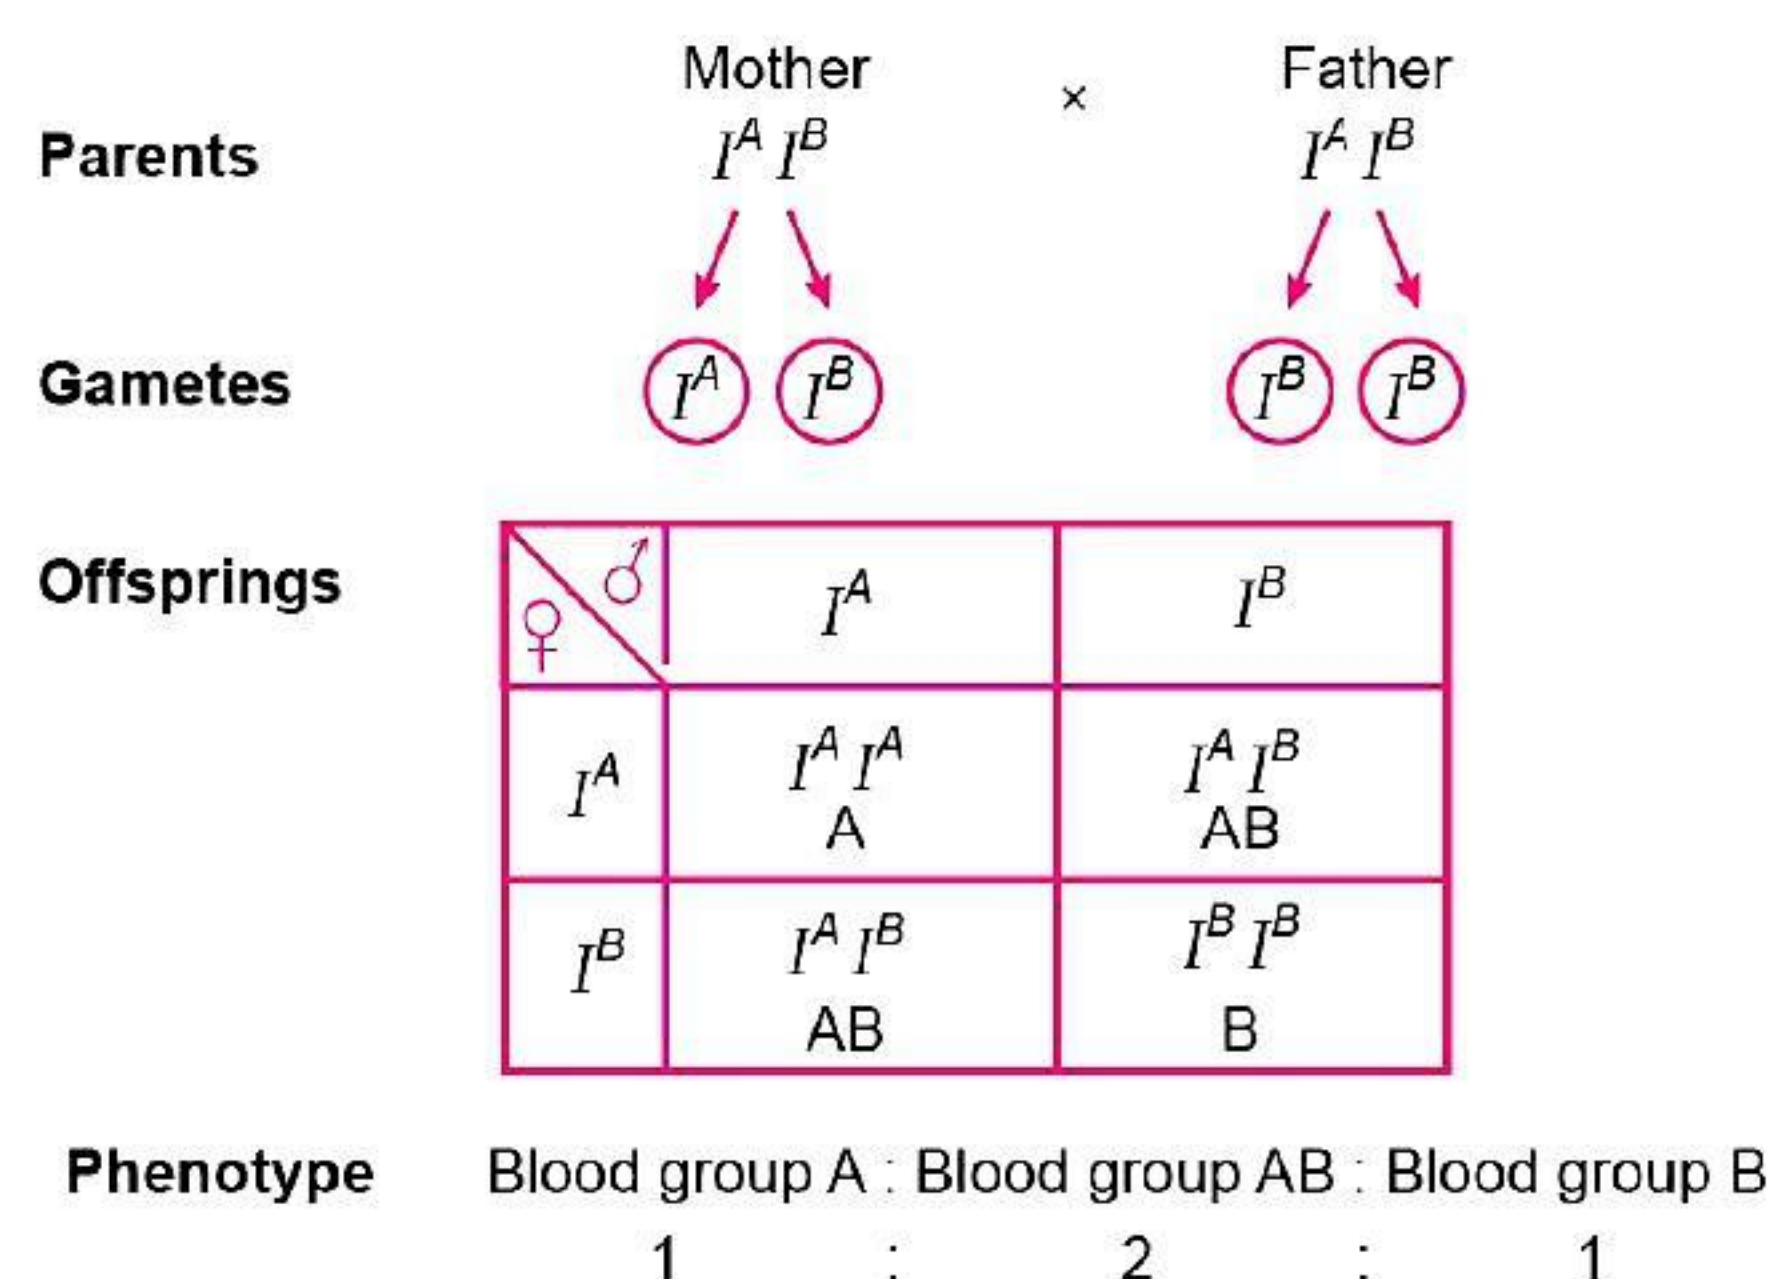 Mother × Father
Parents I^A I^B I^A I^B
Gametes I^A I^B I^B I^B
Offsprings ♀ ♂ I^A I^B
I^A I^A I^A I^A I^B
A AB
I^B I^A I^B I^B I^B
AB B
Phenotype Blood group A : Blood group AB : Blood group B
1 : 2 : 1